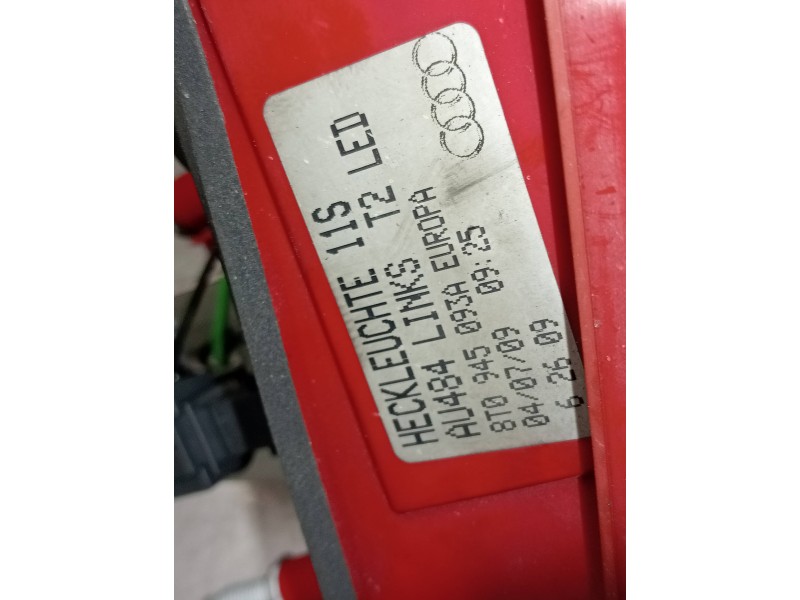 HECKLEUCHTE 11S
AU484 LINKS T2 LED
8T0 945 093A EUROPA
04/07/09 09:25
6 26 09